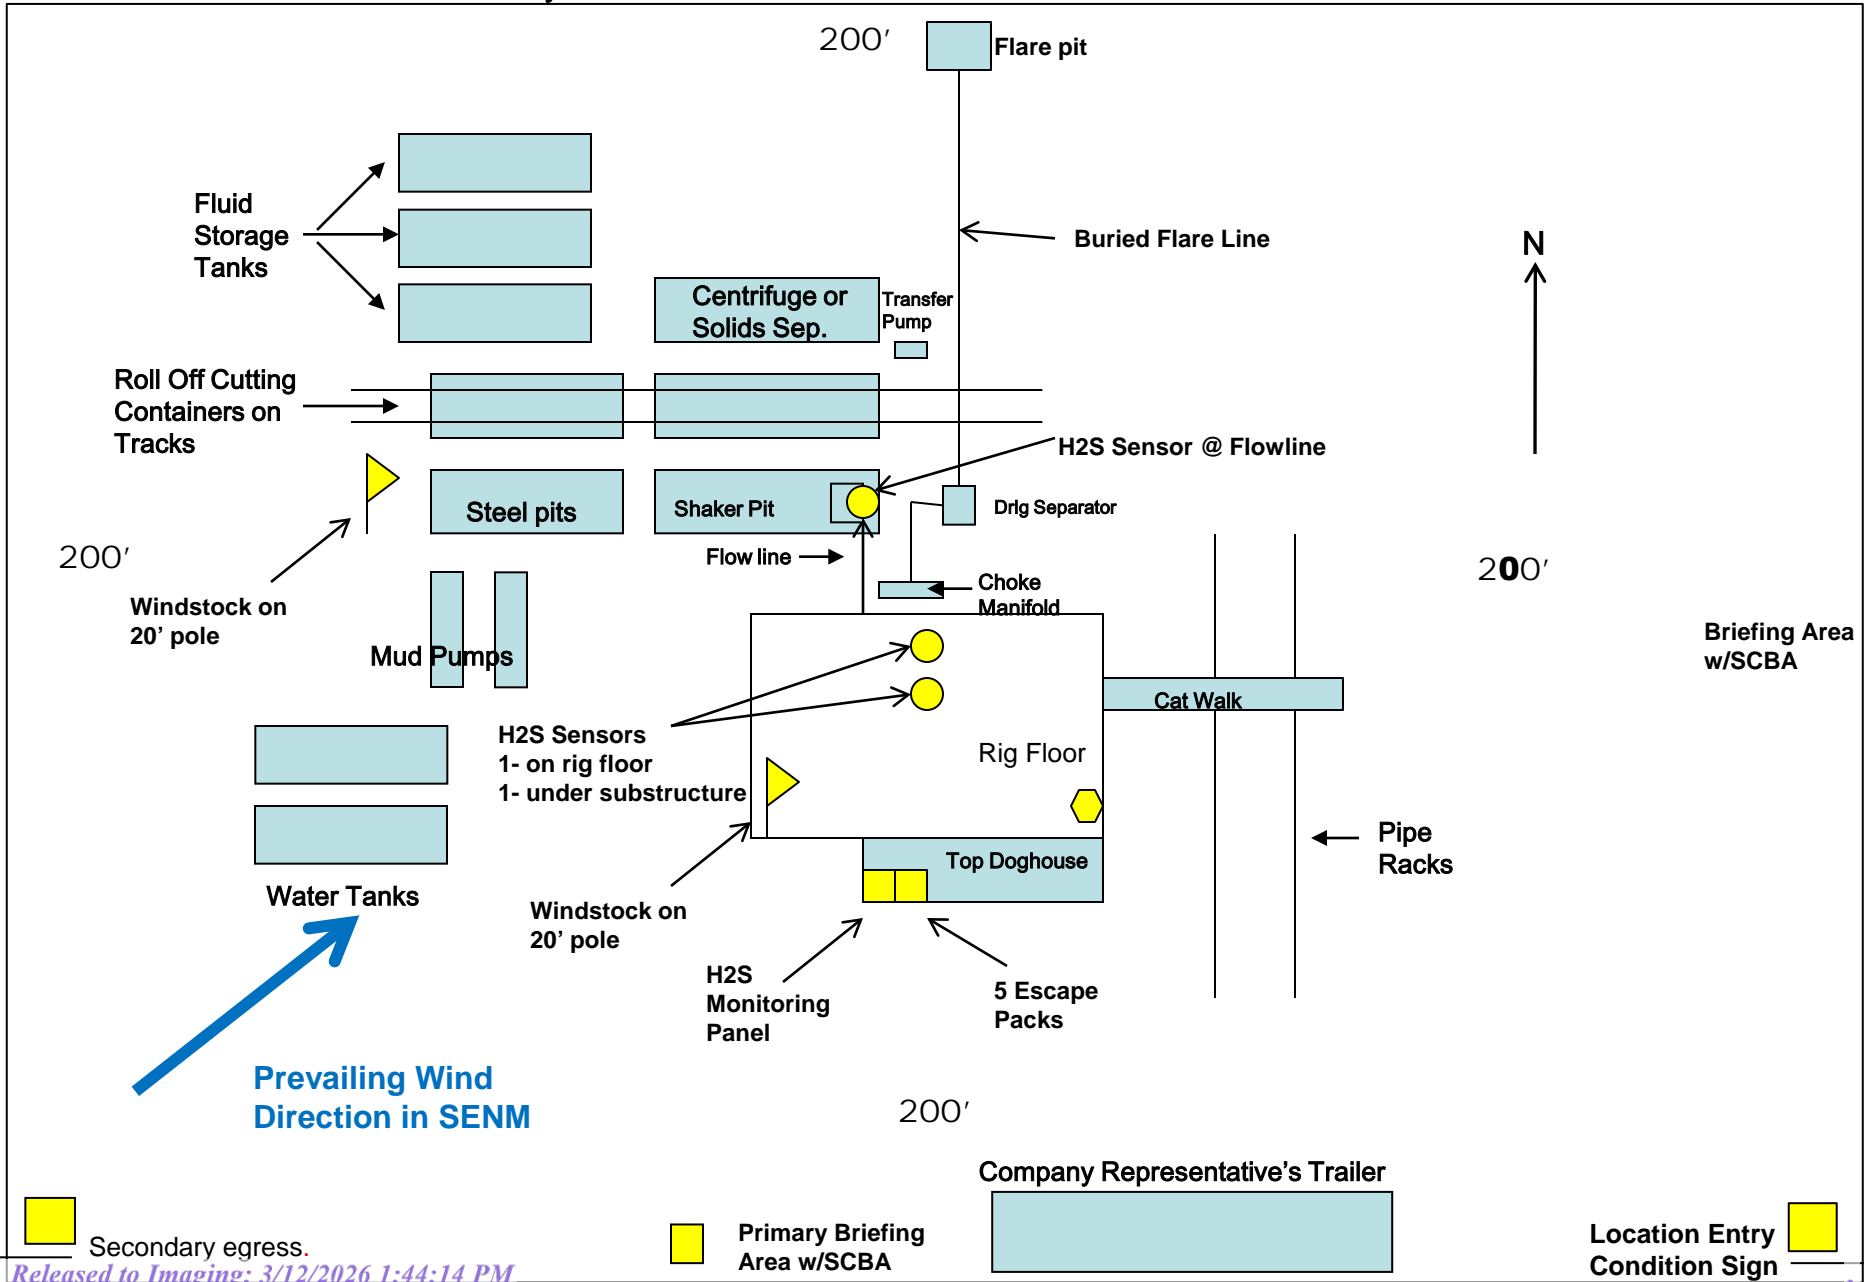 200′
Flare pit
Fluid
Storage
Tanks
Buried Flare Line
N
Centrifuge or
Solids Sep.
Transfer
Pump
Roll Off Cutting
Containers on
Tracks
H2S Sensor @ Flowline
Steel pits
Shaker Pit
Drlg Separator
200′
Flow line
200′
Windstock on
20’ pole
Choke
Manifold
Mud Pumps
Briefing Area
w/SCBA
Cat Walk
H2S Sensors
1- on rig floor
1- under substructure
Rig Floor
Pipe
Racks
Top Doghouse
Water Tanks
Windstock on
20’ pole
H2S
Monitoring
Panel
5 Escape
Packs
Prevailing Wind
Direction in SENM
200′
Company Representative’s Trailer
Secondary egress.
Primary Briefing
Area w/SCBA
Location Entry
Condition Sign
Released to Imaging: 3/12/2026 1:44:14 PM